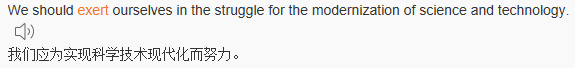 We should exert ourselves in the struggle for the modernization of science and technology.
我们应为实现科学技术现代化而努力。